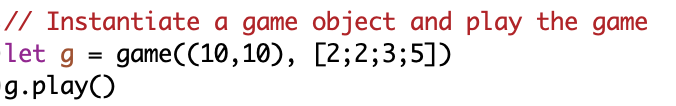 // Instantiate a game object and play the game
let g = game((10,10), [2;2;3;5])
g.play()